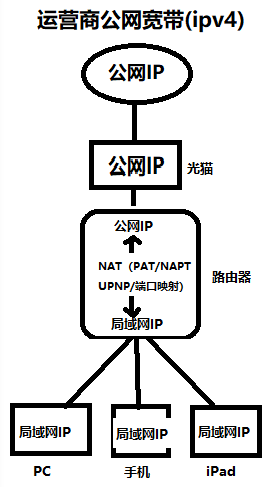 运营商公网宽带(ipv4)
公网IP
公网IP
光猫
公网IP
NAT（PAT/NAPT
UPNP/端口映射)
路由器
局域网IP
局域网IP
局域网IP
局域网IP
PC
手机
iPad